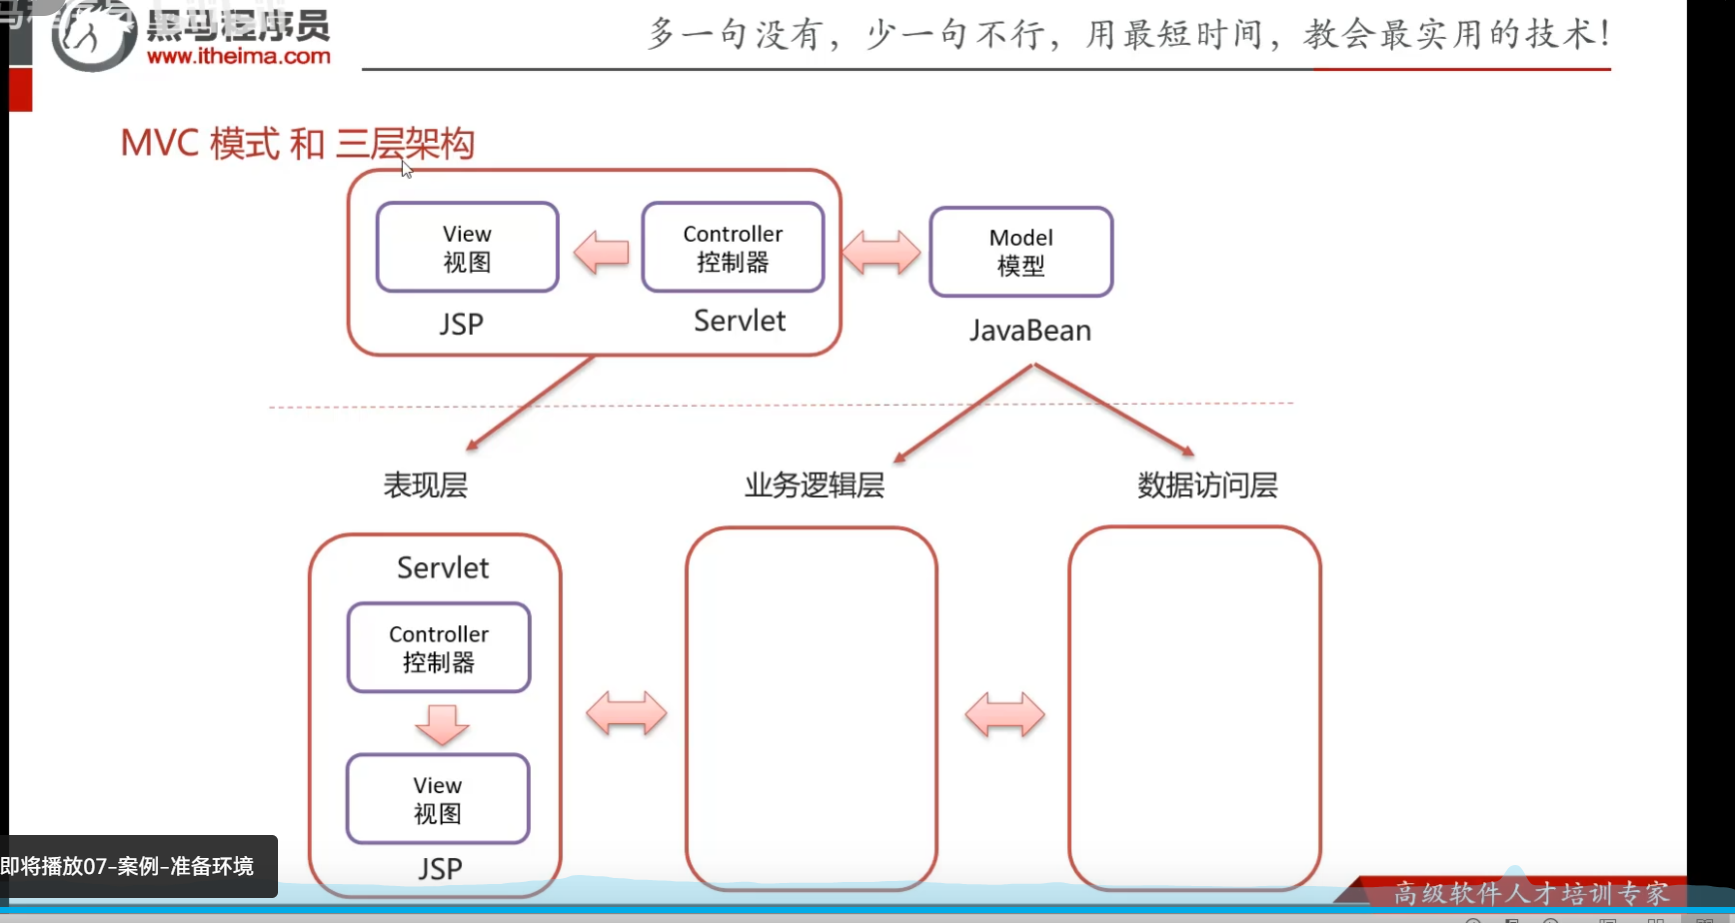 黑马程序员
www.itheima.com
多一句没有，少一句不行，用最短时间，教会最实用的技术！
MVC 模式 和 三层架构
View
视图
Controller
控制器
Model
模型
JSP
Servlet
JavaBean
表现层
业务逻辑层
数据访问层
Servlet
Controller
控制器
View
视图
JSP
即将播放07-案例-准备环境
高级软件人才培训专家